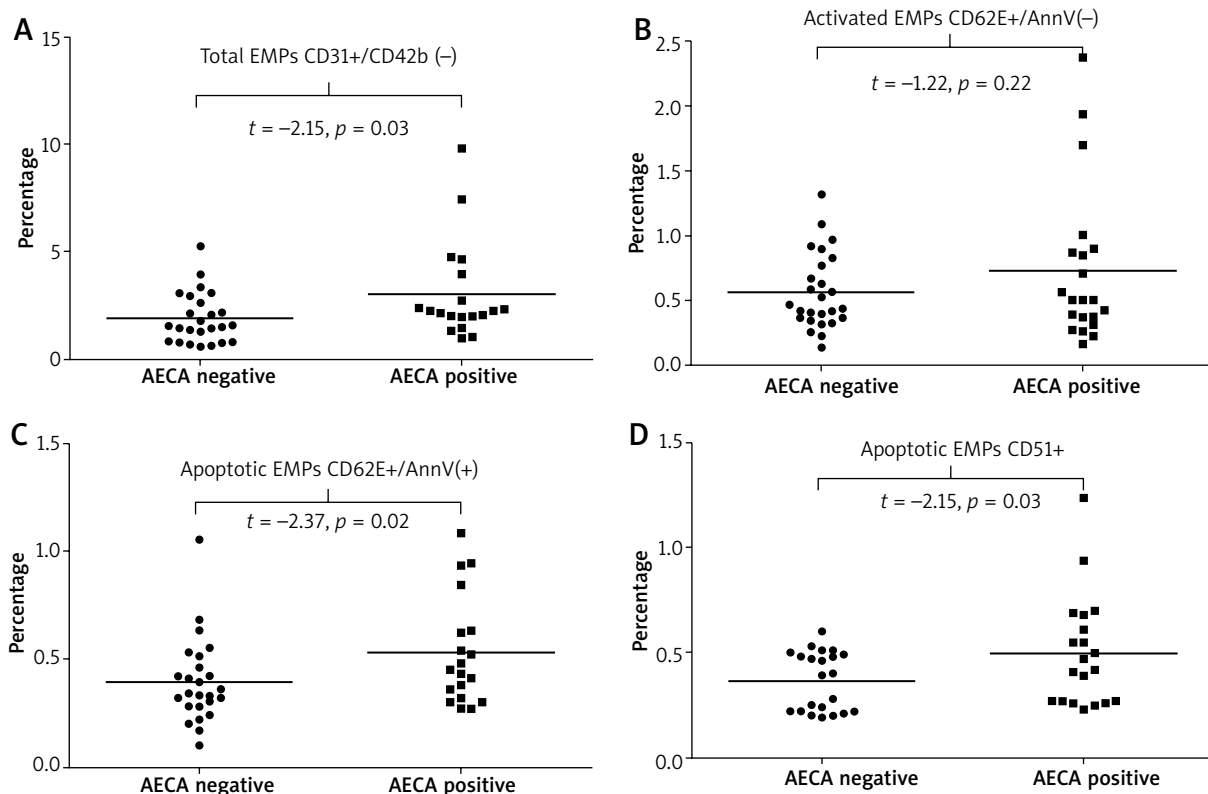 A
Total EMPs CD31+/CD42b (–)
t = –2.15, p = 0.03
Percentage
15
10
5
0
AECA negative
AECA positive
B
Activated EMPs CD62E+/AnnV(–)
t = –1.22, p = 0.22
Percentage
2.5
2.0
1.5
1.0
0.5
0.0
AECA negative
AECA positive
C
Apoptotic EMPs CD62E+/AnnV(+)
t = –2.37, p = 0.02
Percentage
1.5
1.0
0.5
0.0
AECA negative
AECA positive
D
Apoptotic EMPs CD51+
t = –2.15, p = 0.03
Percentage
1.5
1.0
0.5
0.0
AECA negative
AECA positive